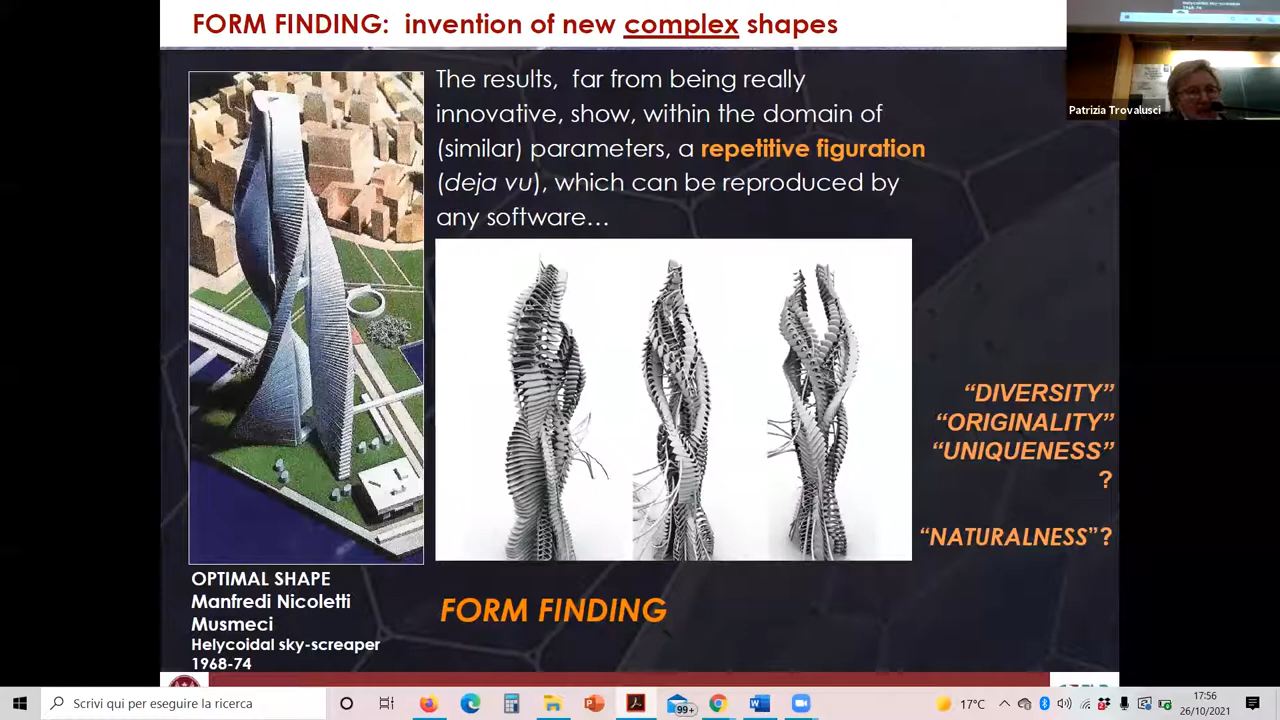 FORM FINDING: invention of new complex shapes
The results, far from being really
innovative, show, within the domain of
(similar) parameters, a repetitive figuration
(deja vu), which can be reproduced by
any software…
Patrizia Trovalusci
"DIVERSITY"
"ORIGINALITY"
"UNIQUENESS"
?
"NATURALNESS"?
OPTIMAL SHAPE
Manfredi Nicoletti
Musmeci
Helycoidal sky-screaper
1968-74
FORM FINDING
Scrivi qui per eseguire la ricerca
99+
17°C
17:56
26/10/2021